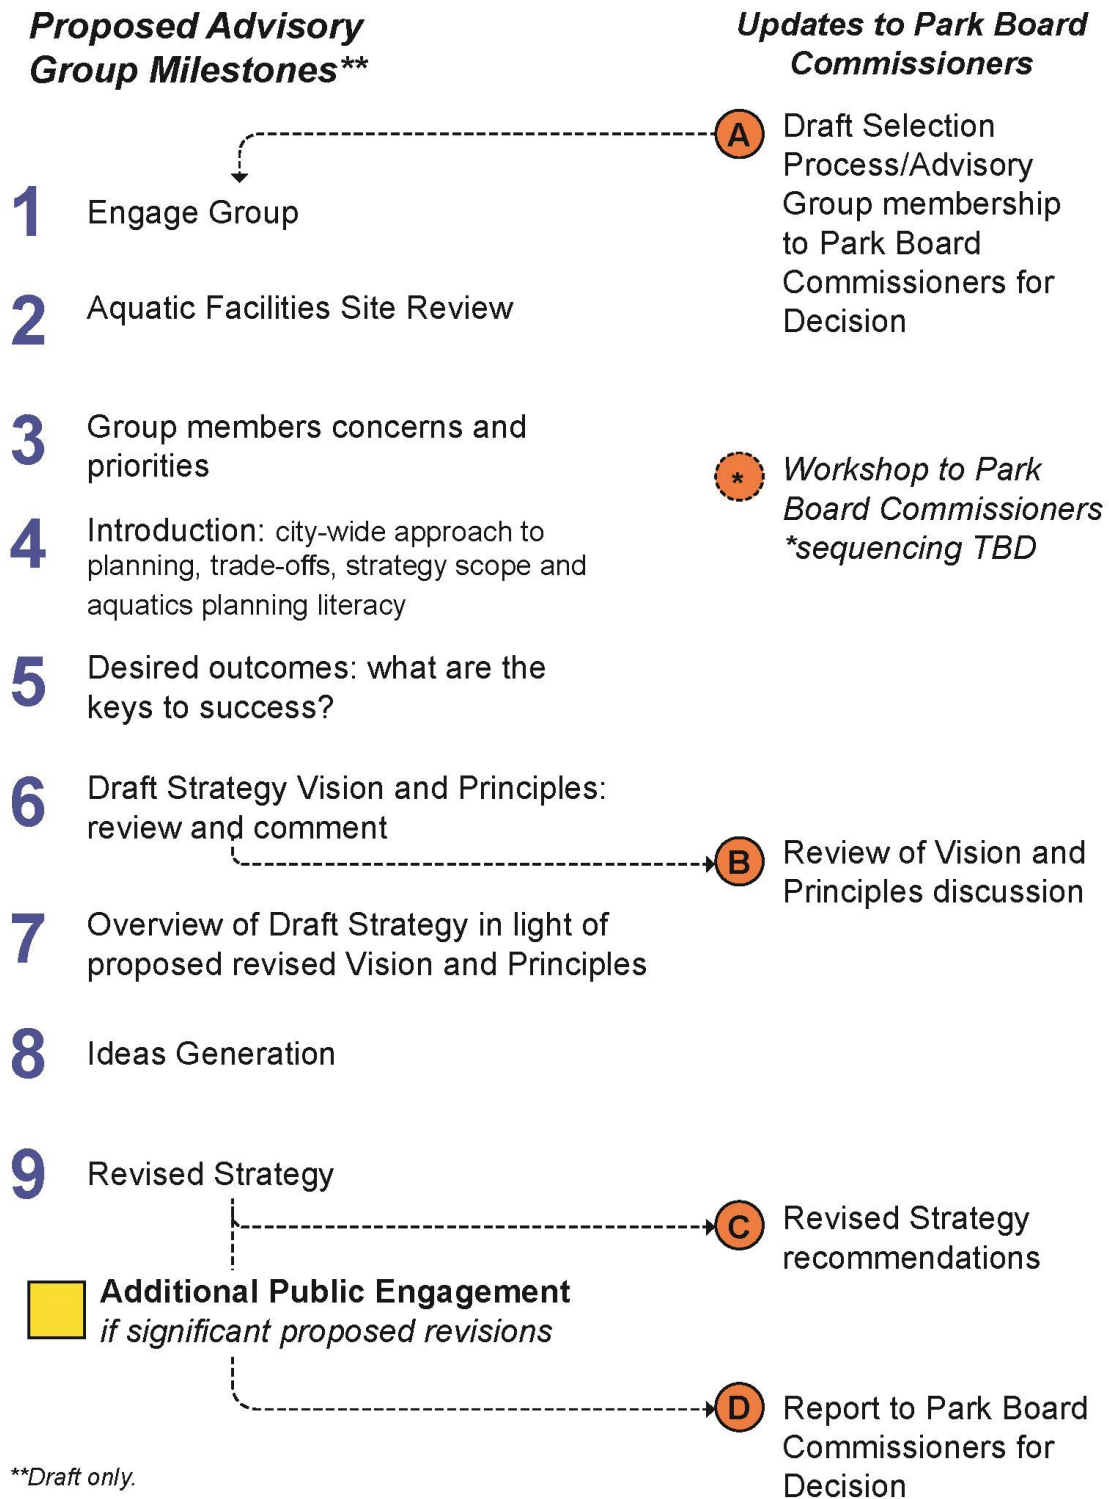 Proposed Advisory
Group Milestones**
1
Engage Group
2
Aquatic Facilities Site Review
3
Group members concerns and
priorities
4
Introduction: city-wide approach to
planning, trade-offs, strategy scope and
aquatics planning literacy
5
Desired outcomes: what are the
keys to success?
6
Draft Strategy Vision and Principles:
review and comment
7
Overview of Draft Strategy in light of
proposed revised Vision and Principles
8
Ideas Generation
9
Revised Strategy
Additional Public Engagement
if significant proposed revisions
**Draft only.
Updates to Park Board
Commissioners
A
Draft Selection
Process/Advisory
Group membership
to Park Board
Commissioners for
Decision
*
Workshop to Park
Board Commissioners
*sequencing TBD
B
Review of Vision and
Principles discussion
C
Revised Strategy
recommendations
D
Report to Park Board
Commissioners for
Decision